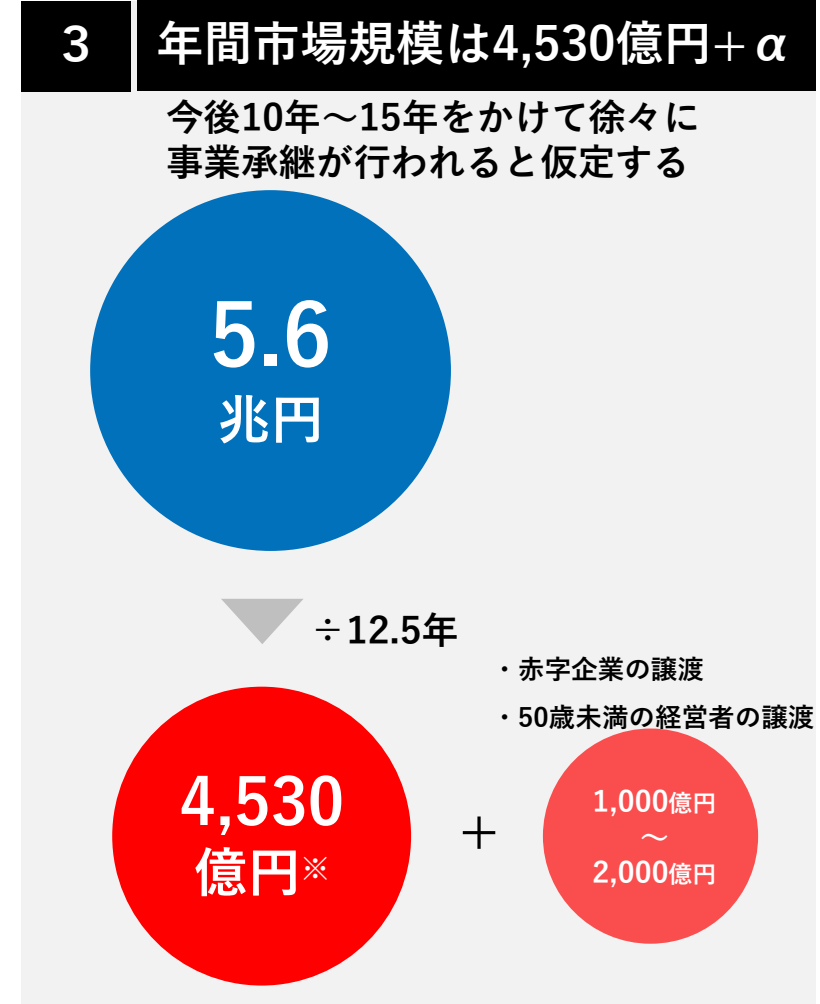 3
年間市場規模は4,530億円＋α
今後10年～15年をかけて徐々に
事業承継が行われると仮定する
5.6
兆円
÷12.5年
・赤字企業の譲渡
・50歳未満の経営者の譲渡
4,530
億円※
＋
1,000億円
～
2,000億円